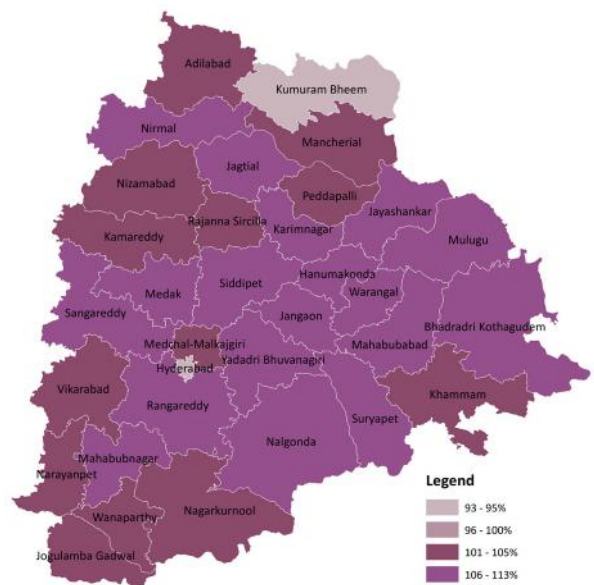 Adilabad
Kumuram Bheem
Nirmal
Mancherial
Jagtial
Nizamabad
Peddapalli
Jayashankar
Rajanna Sircilla
Karimnagar
Kamareddy
Mulugu
Hanumakonda
Siddipet
Medak
Warangal
Sangareddy
Jangaon
Bhadradri Kothagudem
Medchal-Malkajgiri
Mahabubabad
Yadadri Bhuvanagiri
Hyderabad
Vikarabad
Khammam
Rangareddy
Suryapet
Nalgonda
Mahabubnagar
Narayanpet
Nagarkurnool
Wanaparthy
Jogulamba Gadwal
Legend
93 - 95%
96 - 100%
101 - 105%
106 - 113%